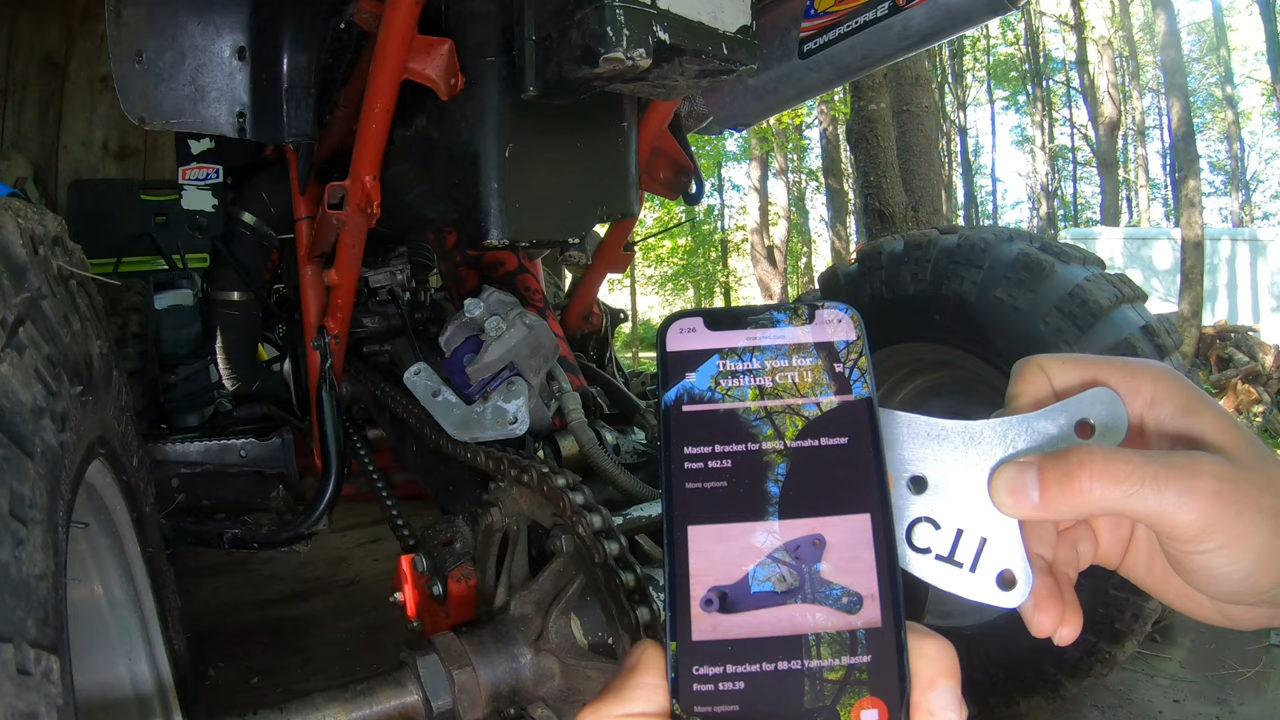 POWERCORE 2
100%
2:26
Thank you for
visiting CTI !!
Master Bracket for 88-02 Yamaha Blaster
From $62.52
More options
Caliper Bracket for 88-02 Yamaha Blaster
From $39.39
More options
CTI